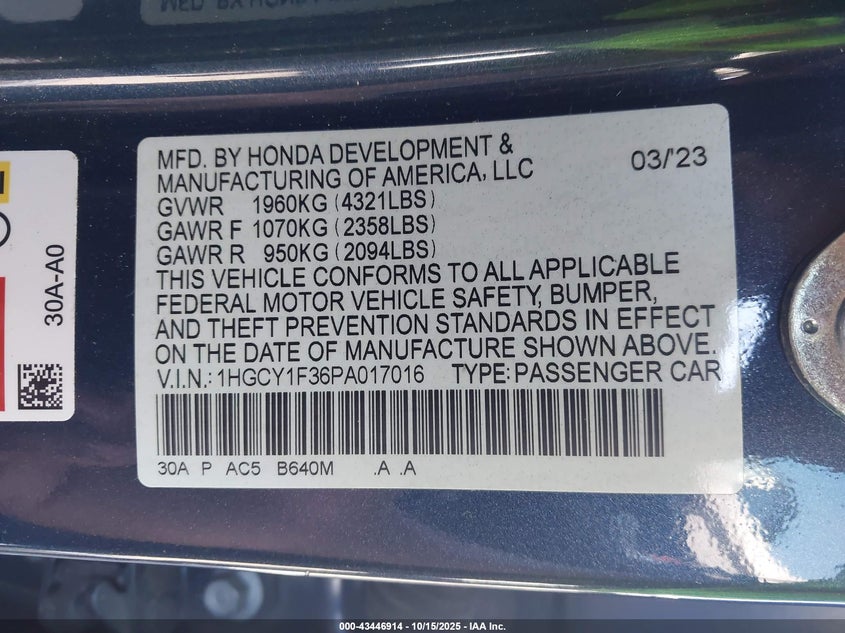 MFD. BY HONDA DEVELOPMENT &
MANUFACTURING OF AMERICA, LLC
03/'23
GVWR 1960KG (4321LBS)
GAWR F 1070KG (2358LBS)
GAWR R 950KG (2094LBS)
THIS VEHICLE CONFORMS TO ALL APPLICABLE
FEDERAL MOTOR VEHICLE SAFETY, BUMPER,
AND THEFT PREVENTION STANDARDS IN EFFECT
ON THE DATE OF MANUFACTURE SHOWN ABOVE.
V.I.N.: 1HGCY1F36PA017016 TYPE: PASSENGER CAR
30A P AC5 B640M .A .A
30A-A0
000-43446914 - 10/15/2025 - IAA Inc.